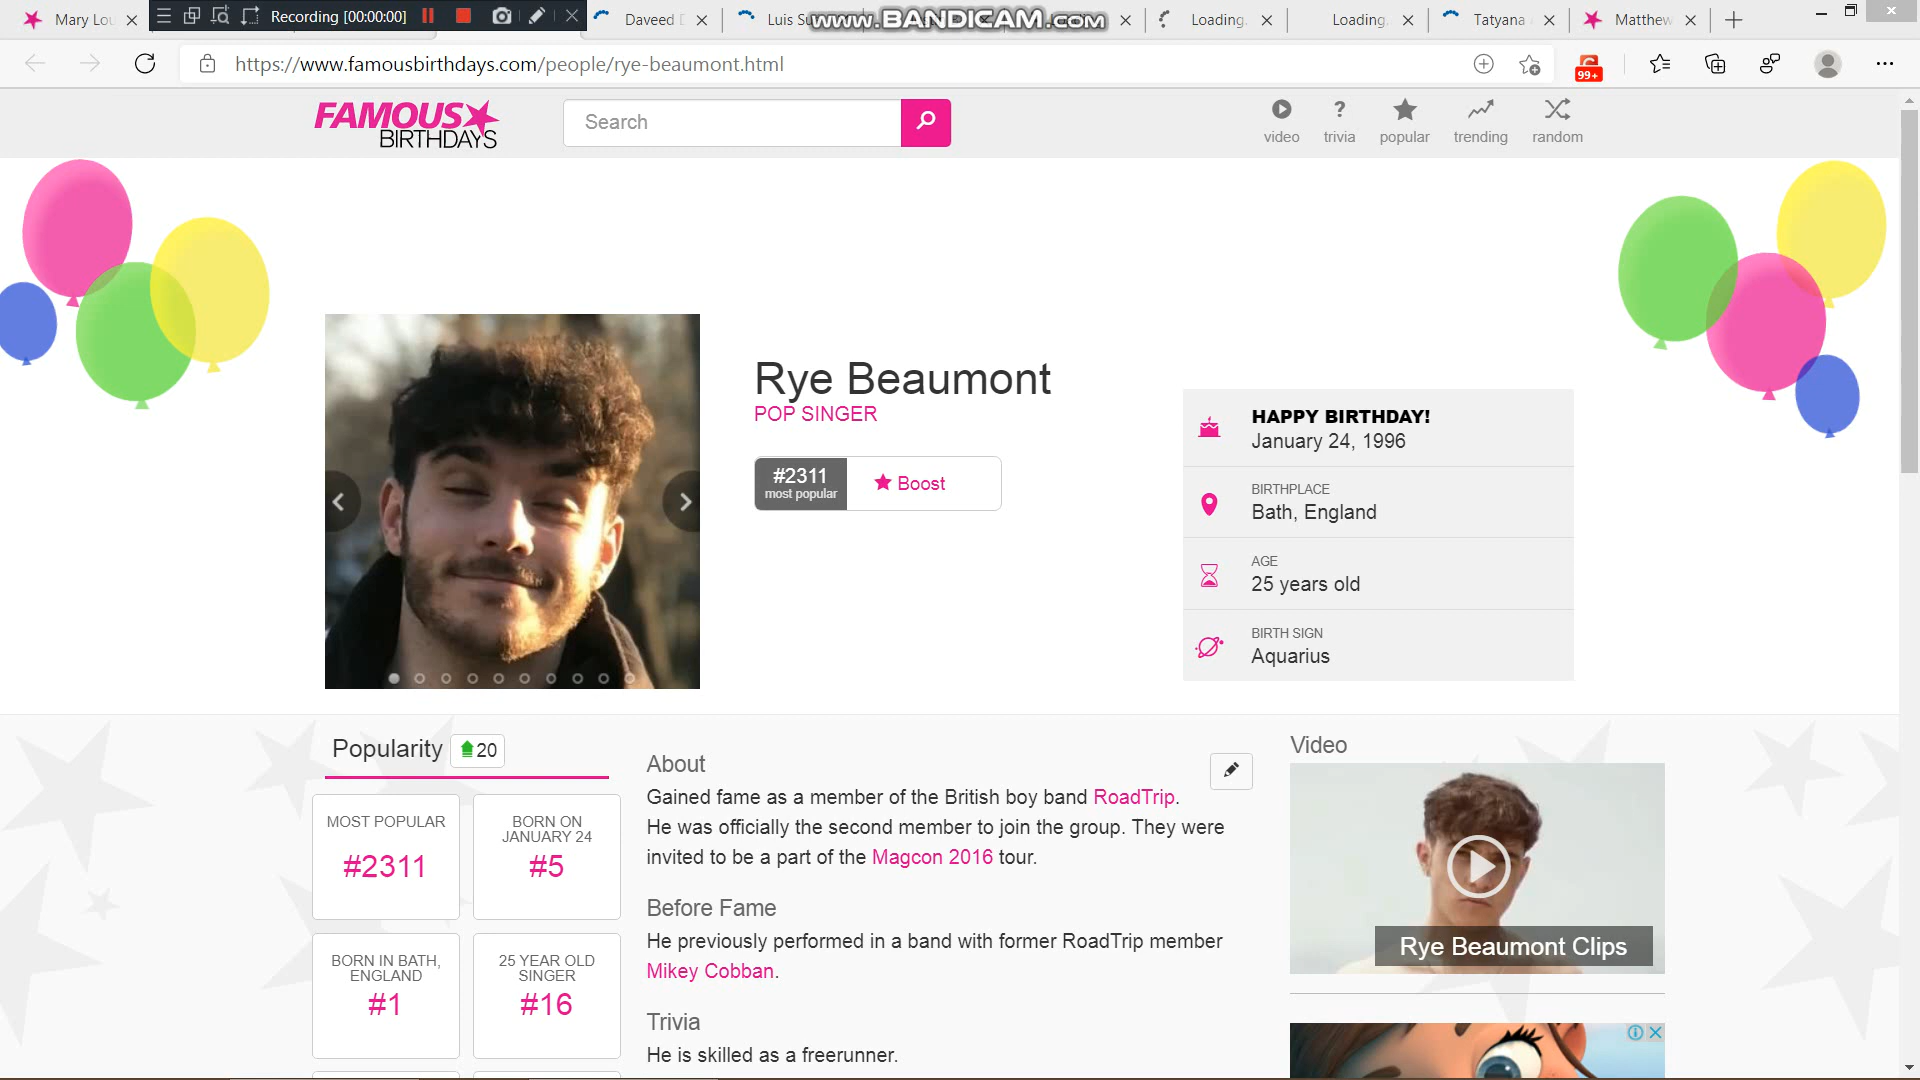 Mary Lou
Recording [00:00:00]
Daveed D
Luis Su
www.BANDICAM.com
Loading.
Loading.
Tatyana
Matthew
https://www.famousbirthdays.com/people/rye-beaumont.html
99+
FAMOUS
BIRTHDAYS
Search
video
trivia
popular
trending
random
Rye Beaumont
POP SINGER
#2311
most popular
Boost
HAPPY BIRTHDAY!
January 24, 1996
BIRTHPLACE
Bath, England
AGE
25 years old
BIRTH SIGN
Aquarius
Popularity
20
MOST POPULAR
#2311
BORN ON
JANUARY 24
#5
BORN IN BATH,
ENGLAND
#1
25 YEAR OLD
SINGER
#16
About
Gained fame as a member of the British boy band RoadTrip.
He was officially the second member to join the group. They were
invited to be a part of the Magcon 2016 tour.
Before Fame
He previously performed in a band with former RoadTrip member
Mikey Cobban.
Trivia
He is skilled as a freerunner.
Video
Rye Beaumont Clips